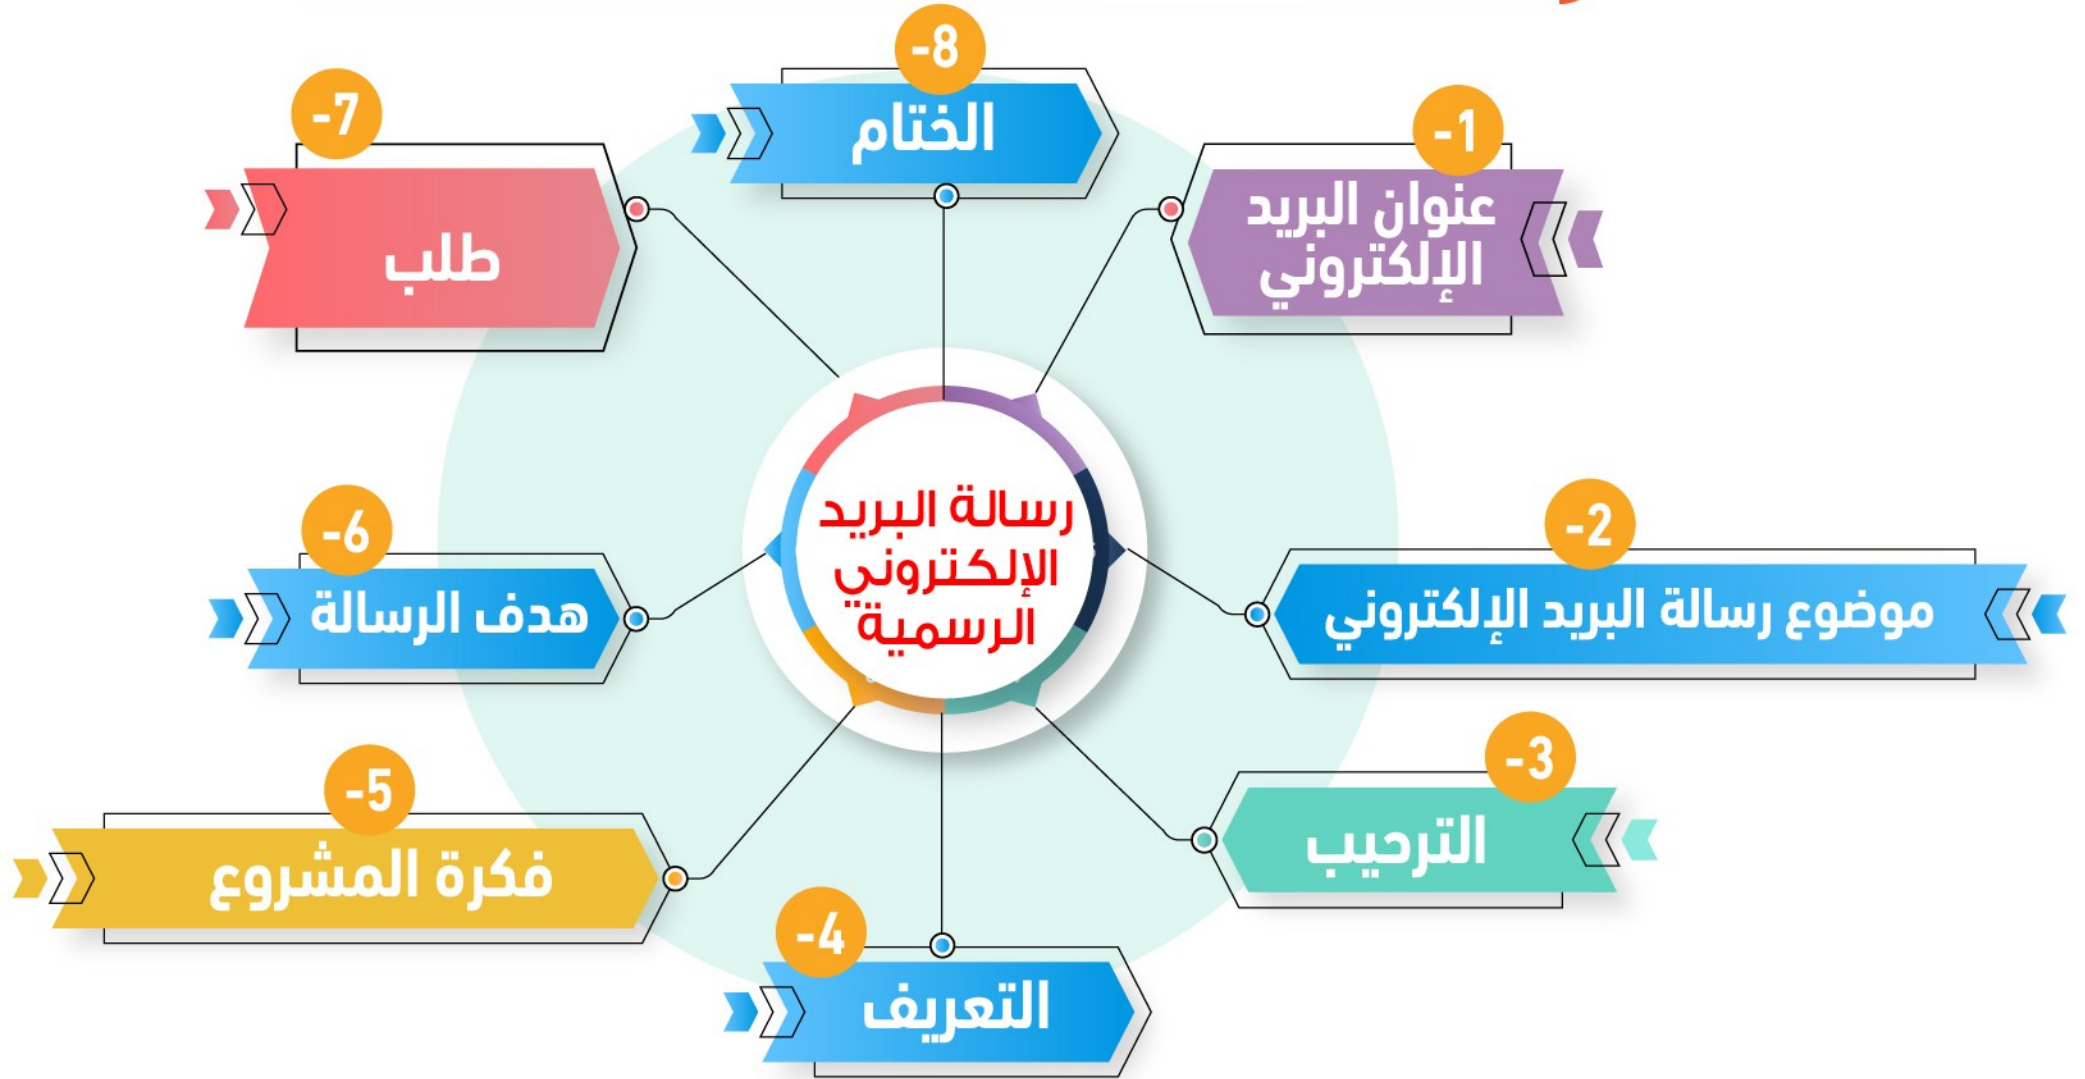 رسالة البريد
الإلكتروني
الرسمية
-1
عنوان البريد
الإلكتروني
-2
موضوع رسالة البريد الإلكتروني
-3
الترحيب
-4
التعريف
-5
فكرة المشروع
-6
هدف الرسالة
-7
طلب
-8
الختام